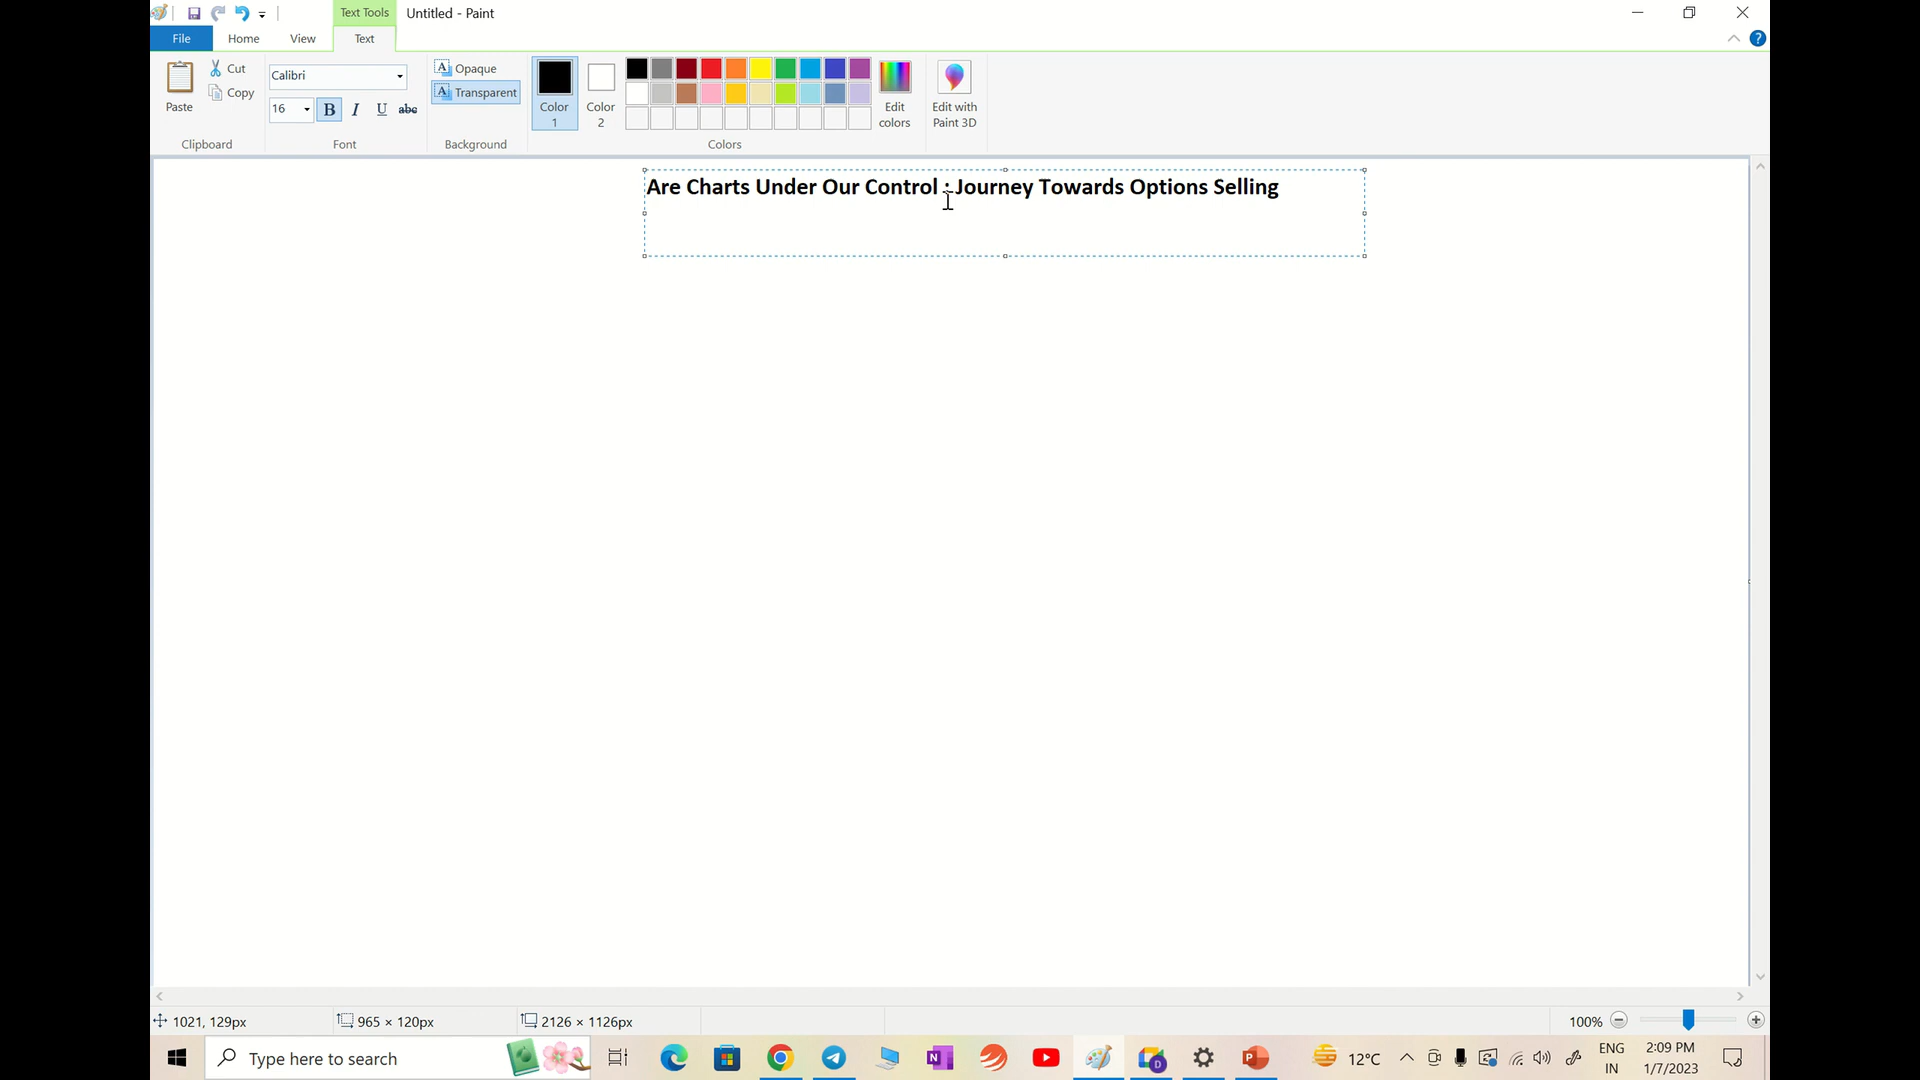 Text Tools
Untitled - Paint
File
Home
View
Text
Paste
Cut
Copy
Clipboard
Calibri
16
B
I
U
abc
Font
A Opaque
A Transparent
Background
Color
1
Color
2
Edit
colors
Colors
Edit with
Paint 3D
Are Charts Under Our Control : Journey Towards Options Selling
1021, 129px
965 × 120px
2126 × 1126px
100%
Type here to search
12°C
ENG
IN
2:09 PM
1/7/2023